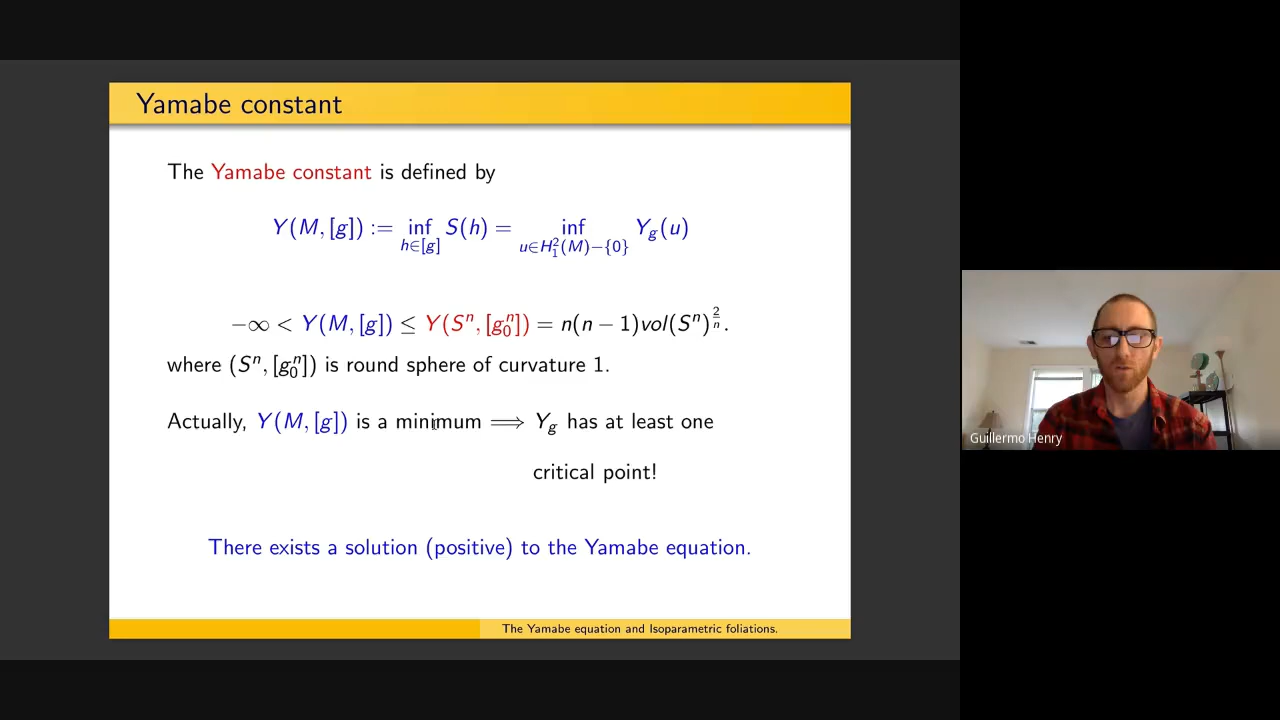 Yamabe constant
The Yamabe constant is defined by
Y(M, [g]) := inf_{h∈[g]} S(h) = inf_{u∈H_1^2(M)−{0}} Y_g(u)
−∞ < Y(M, [g]) ≤ Y(S^n, [g_0^n]) = n(n − 1)vol(S^n)^{2/n}.
where (S^n, [g_0^n]) is round sphere of curvature 1.
Actually, Y(M, [g]) is a minimum ⟹ Y_g has at least one
critical point!
There exists a solution (positive) to the Yamabe equation.
The Yamabe equation and Isoparametric foliations.
Guillermo Henry